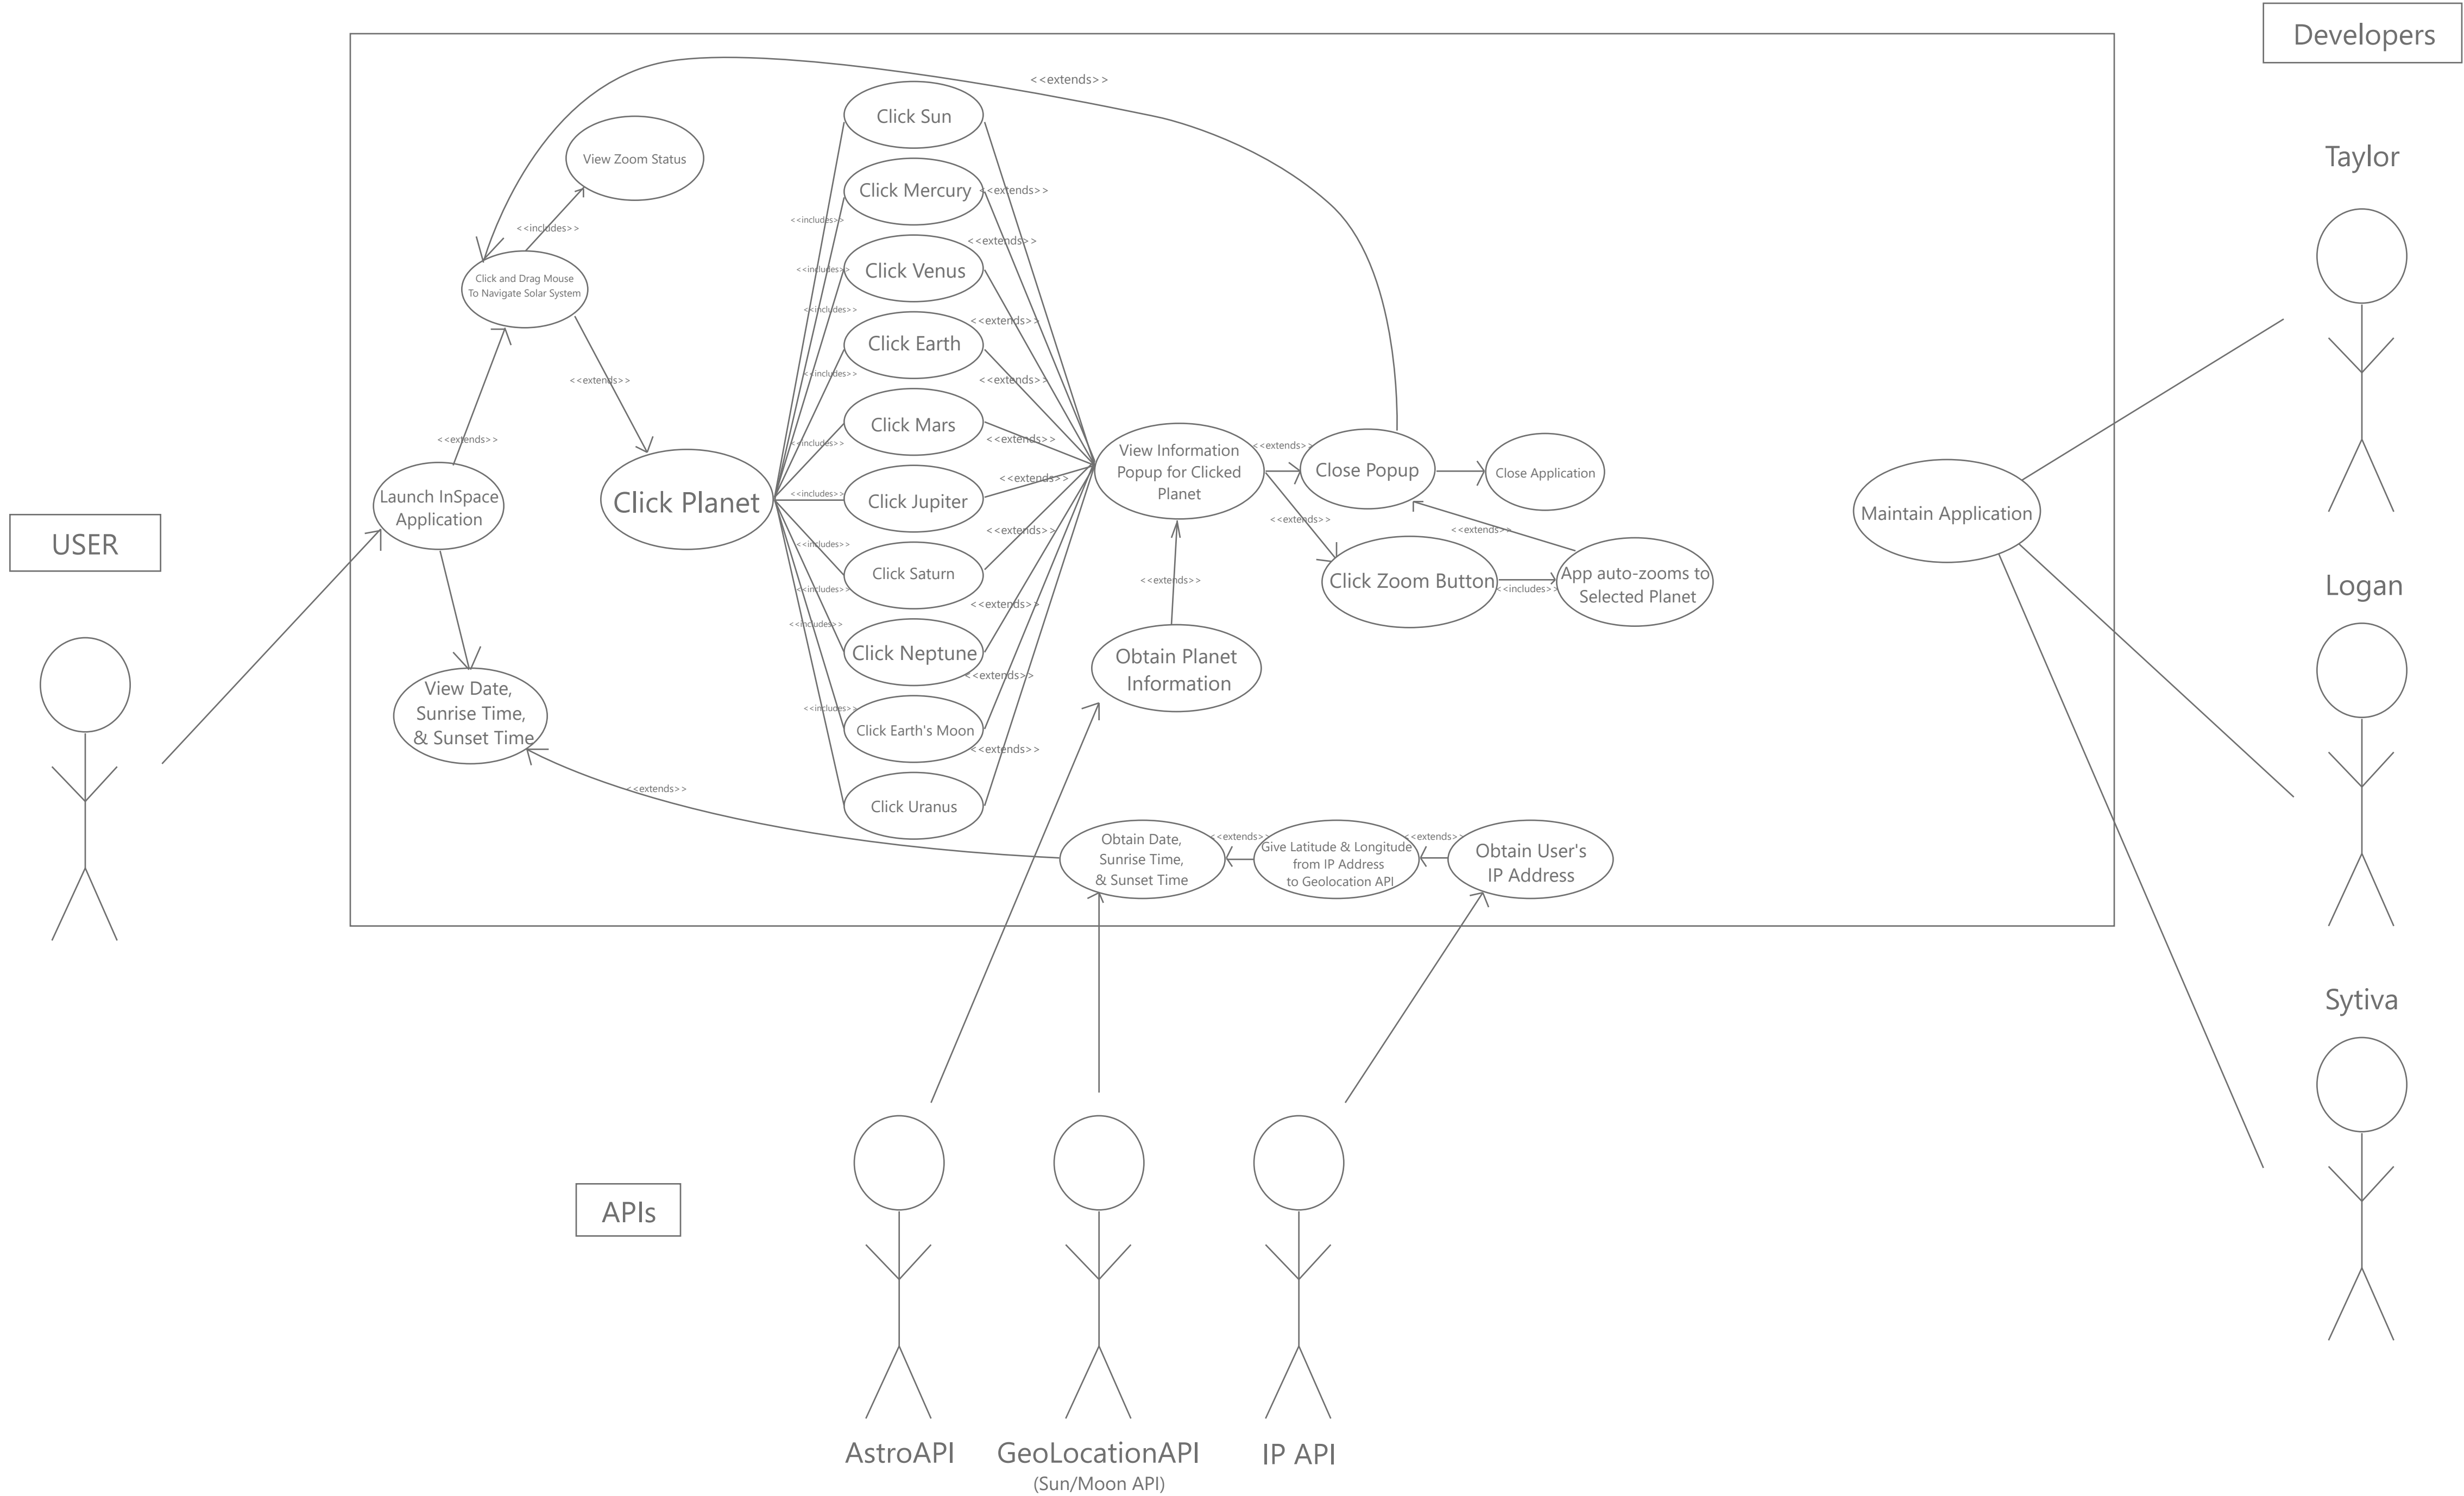 Developers
<<extends>>
Click Sun
View Zoom Status
Taylor
Click Mercury
<<extends>>
<<includes>>
<<includes>>
<<extends>>
Click Venus
<<includes>>
Click and Drag Mouse
To Navigate Solar System
<<includes>>
<<extends>>
Click Earth
<<extends>>
<<includes>>
<<extends>>
Click Mars
<<extends>>
<<extends>>
<<includes>>
View Information
Popup for Clicked
Planet
<<extends>>
Close Popup
Close Application
Launch InSpace
Application
Click Planet
<<includes>>
Click Jupiter
<<extends>>
Maintain Application
USER
<<includes>>
<<extends>>
<<extends>>
<<extends>>
Click Saturn
<<includes>>
<<extends>>
Click Zoom Button
<<includes>>
App auto-zooms to
Selected Planet
Logan
<<includes>>
<<extends>>
Click Neptune
<<extends>>
Obtain Planet
Information
View Date,
Sunrise Time,
& Sunset Time
<<includes>>
Click Earth's Moon
<<extends>>
<<extends>>
Click Uranus
Obtain Date,
Sunrise Time,
& Sunset Time
<<extends>>
Give Latitude & Longitude
from IP Address
to Geolocation API
<<extends>>
Obtain User's
IP Address
Sytiva
APIs
AstroAPI
GeoLocationAPI
(Sun/Moon API)
IP API